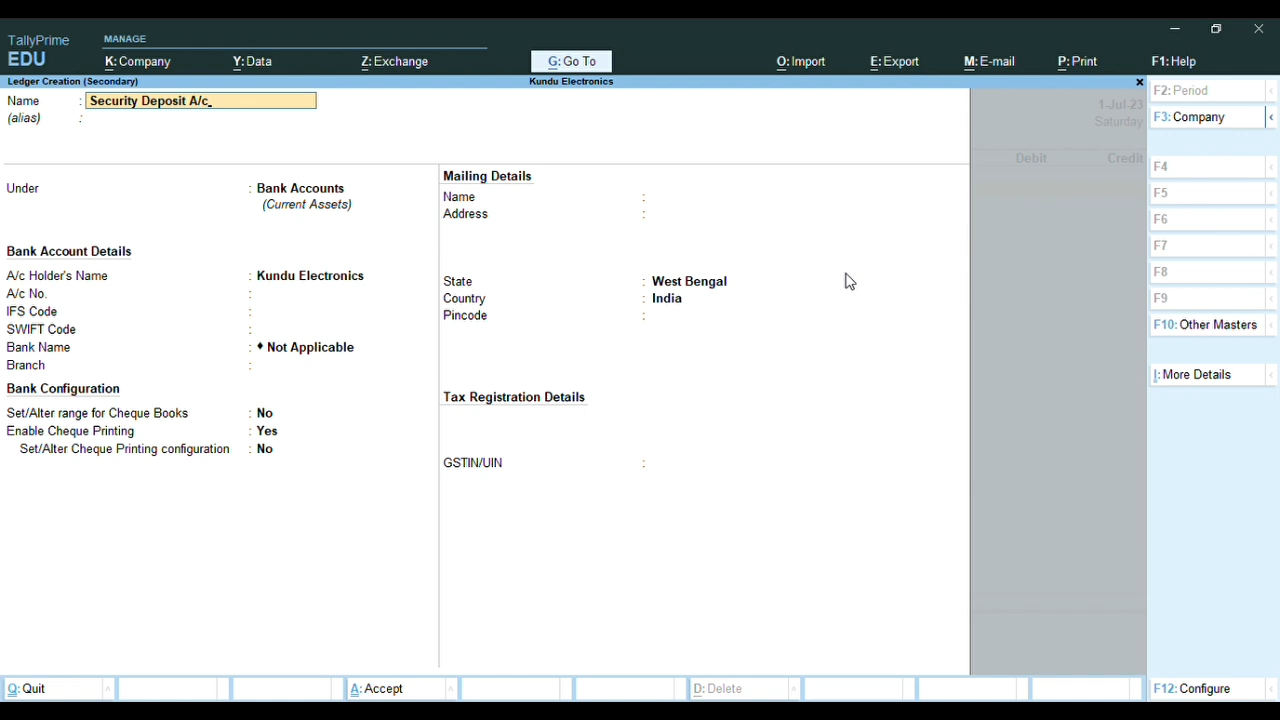 TallyPrime
EDU
MANAGE
K: Company Y: Data Z: Exchange G: Go To O: Import E: Export M: E-mail P: Print F1: Help
Ledger Creation (Secondary) Kundu Electronics
Name : Security Deposit A/c
(alias) :
1-Jul-23
Saturday
Debit Credit
Under : Bank Accounts
(Current Assets)
Bank Account Details
A/c Holder's Name : Kundu Electronics
A/c No. :
IFS Code :
SWIFT Code :
Bank Name : ♦ Not Applicable
Branch :
Bank Configuration
Set/Alter range for Cheque Books : No
Enable Cheque Printing : Yes
Set/Alter Cheque Printing configuration : No
Mailing Details
Name :
Address :
State : West Bengal
Country : India
Pincode :
Tax Registration Details
GSTIN/UIN :
F2: Period
F3: Company
F4
F5
F6
F7
F8
F9
F10: Other Masters
I: More Details
Q: Quit A: Accept D: Delete F12: Configure